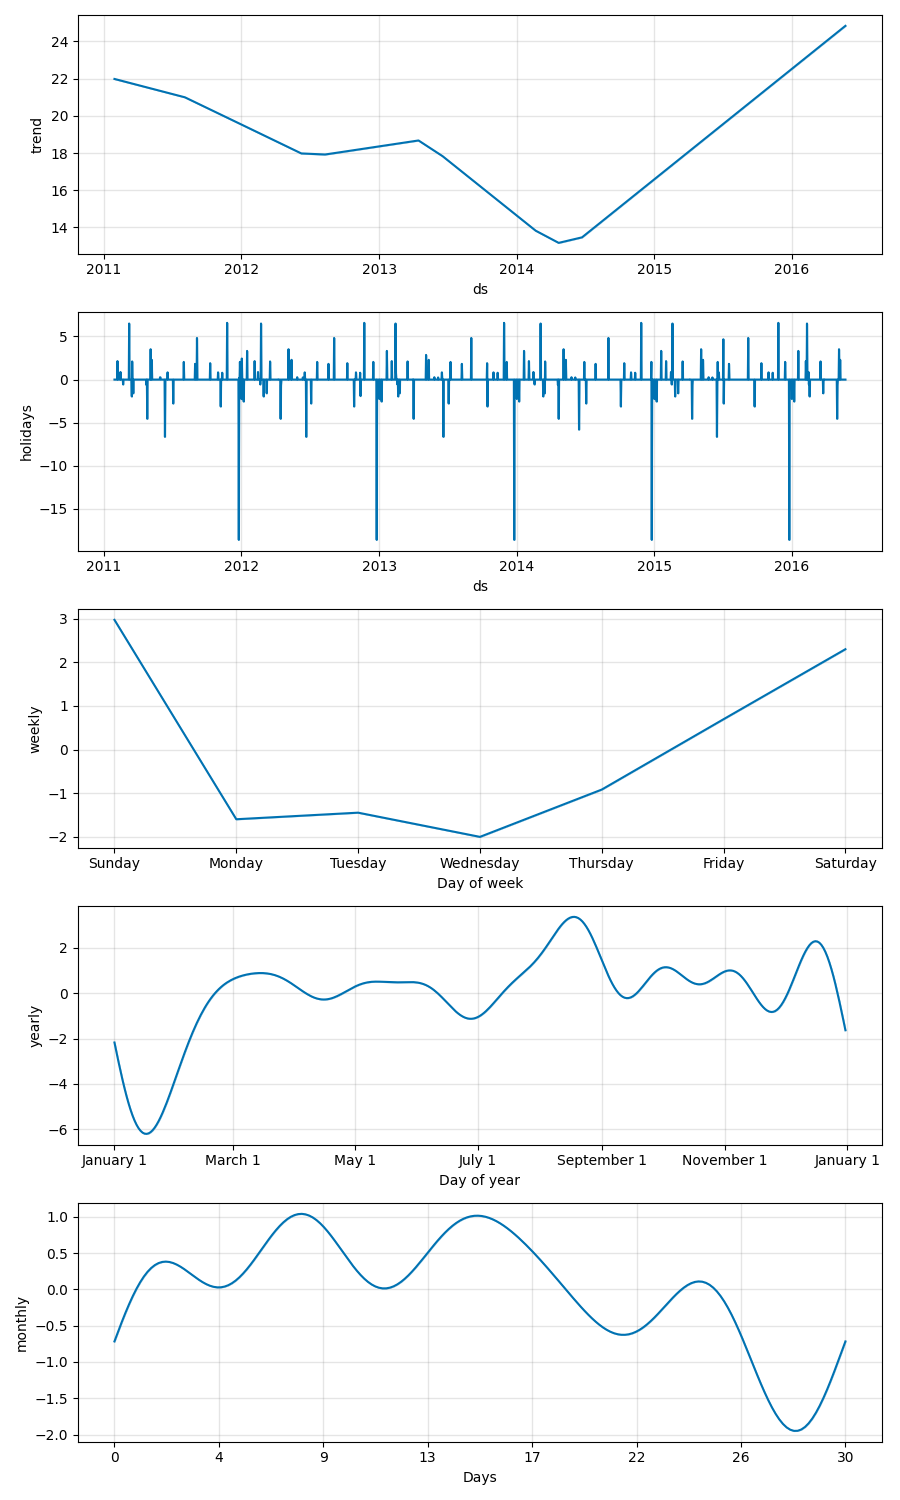 24
22
20
18
16
14
trend
2011 2012 2013 2014 2015 2016
ds
5
0
−5
−10
−15
holidays
2011 2012 2013 2014 2015 2016
ds
3
2
1
0
−1
−2
weekly
Sunday Monday Tuesday Wednesday Thursday Friday Saturday
Day of week
2
0
−2
−4
−6
yearly
January 1 March 1 May 1 July 1 September 1 November 1 January 1
Day of year
1.0
0.5
0.0
−0.5
−1.0
−1.5
−2.0
monthly
0 4 9 13 17 22 26 30
Days